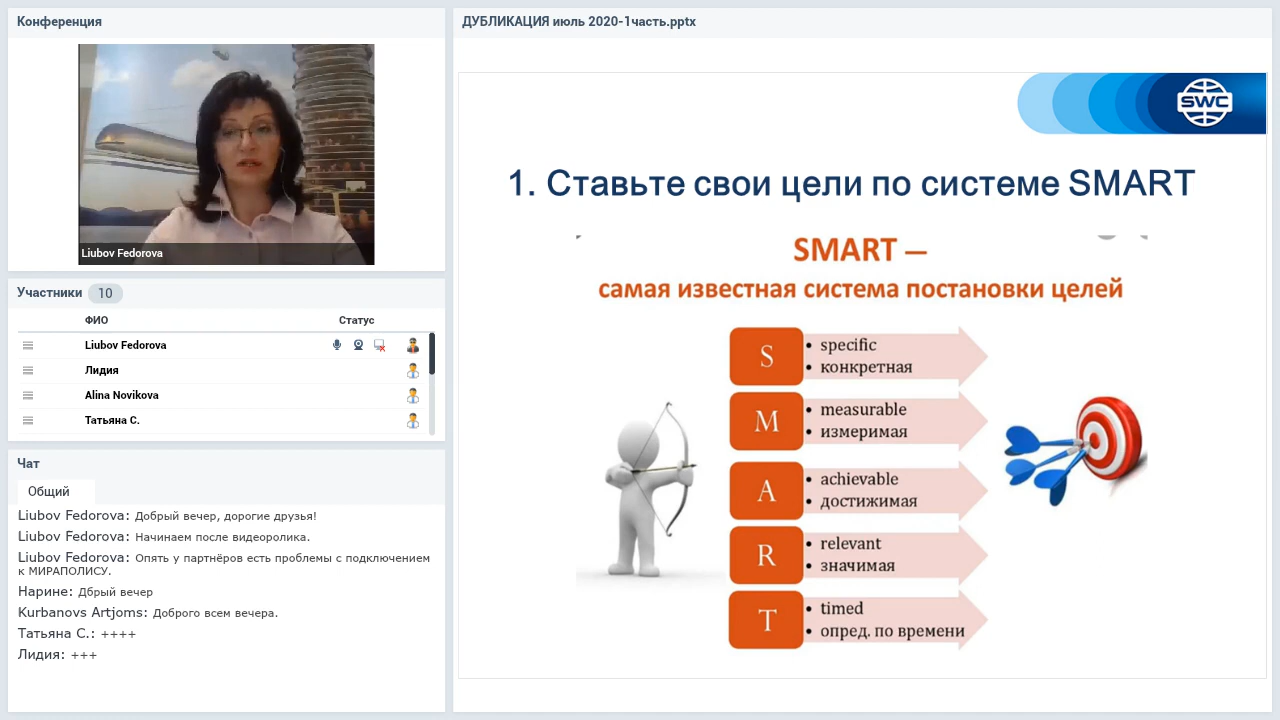 Конференция
Liubov Fedorova
Участники 10
ФИО Статус
Liubov Fedorova
Лидия
Alina Novikova
Татьяна С.
Чат
Общий
Liubov Fedorova: Добрый вечер, дорогие друзья!
Liubov Fedorova: Начинаем после видеоролика.
Liubov Fedorova: Опять у партнёров есть проблемы с подключением
к МИРАПОЛИСУ.
Нарине: Дбрый вечер
Kurbanovs Artjoms: Доброго всем вечера.
Татьяна С.: ++++
Лидия: +++
ДУБЛИКАЦИЯ июль 2020-1часть.pptx
SWC
1. Ставьте свои цели по системе SMART
SMART —
самая известная система постановки целей
S
• specific
• конкретная
M
• measurable
• измеримая
A
• achievable
• достижимая
R
• relevant
• значимая
T
• timed
• опред. по времени